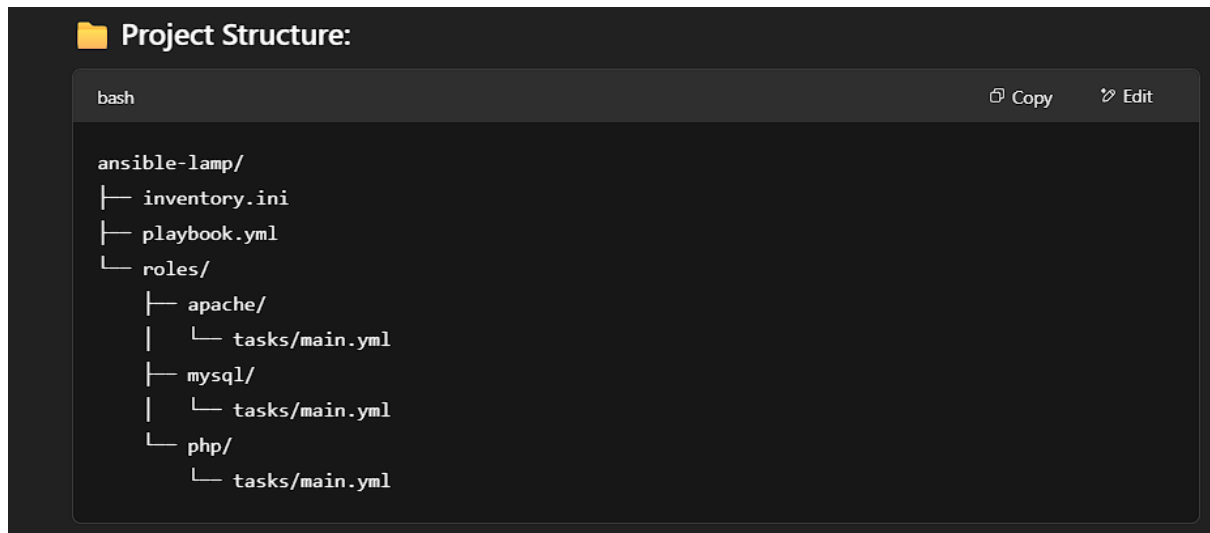 Project Structure:
bash Copy Edit
ansible-lamp/
├── inventory.ini
├── playbook.yml
└── roles/
    ├── apache/
    │   └── tasks/main.yml
    ├── mysql/
    │   └── tasks/main.yml
    └── php/
        └── tasks/main.yml